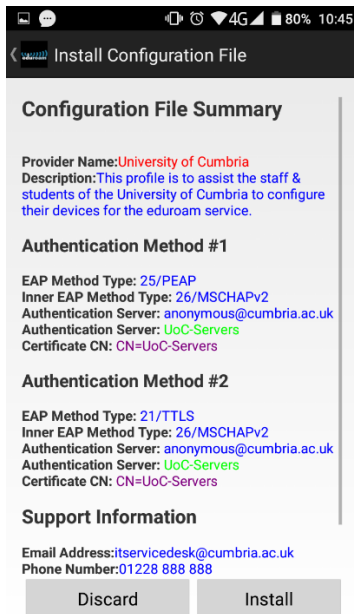 4G 80% 10:45
eduroam Install Configuration File
Configuration File Summary
Provider Name:University of Cumbria
Description:This profile is to assist the staff &
students of the University of Cumbria to configure
their devices for the eduroam service.
Authentication Method #1
EAP Method Type: 25/PEAP
Inner EAP Method Type: 26/MSCHAPv2
Authentication Server: anonymous@cumbria.ac.uk
Authentication Server: UoC-Servers
Certificate CN: CN=UoC-Servers
Authentication Method #2
EAP Method Type: 21/TTLS
Inner EAP Method Type: 26/MSCHAPv2
Authentication Server: anonymous@cumbria.ac.uk
Authentication Server: UoC-Servers
Certificate CN: CN=UoC-Servers
Support Information
Email Address:itservicedesk@cumbria.ac.uk
Phone Number:01228 888 888
Discard Install